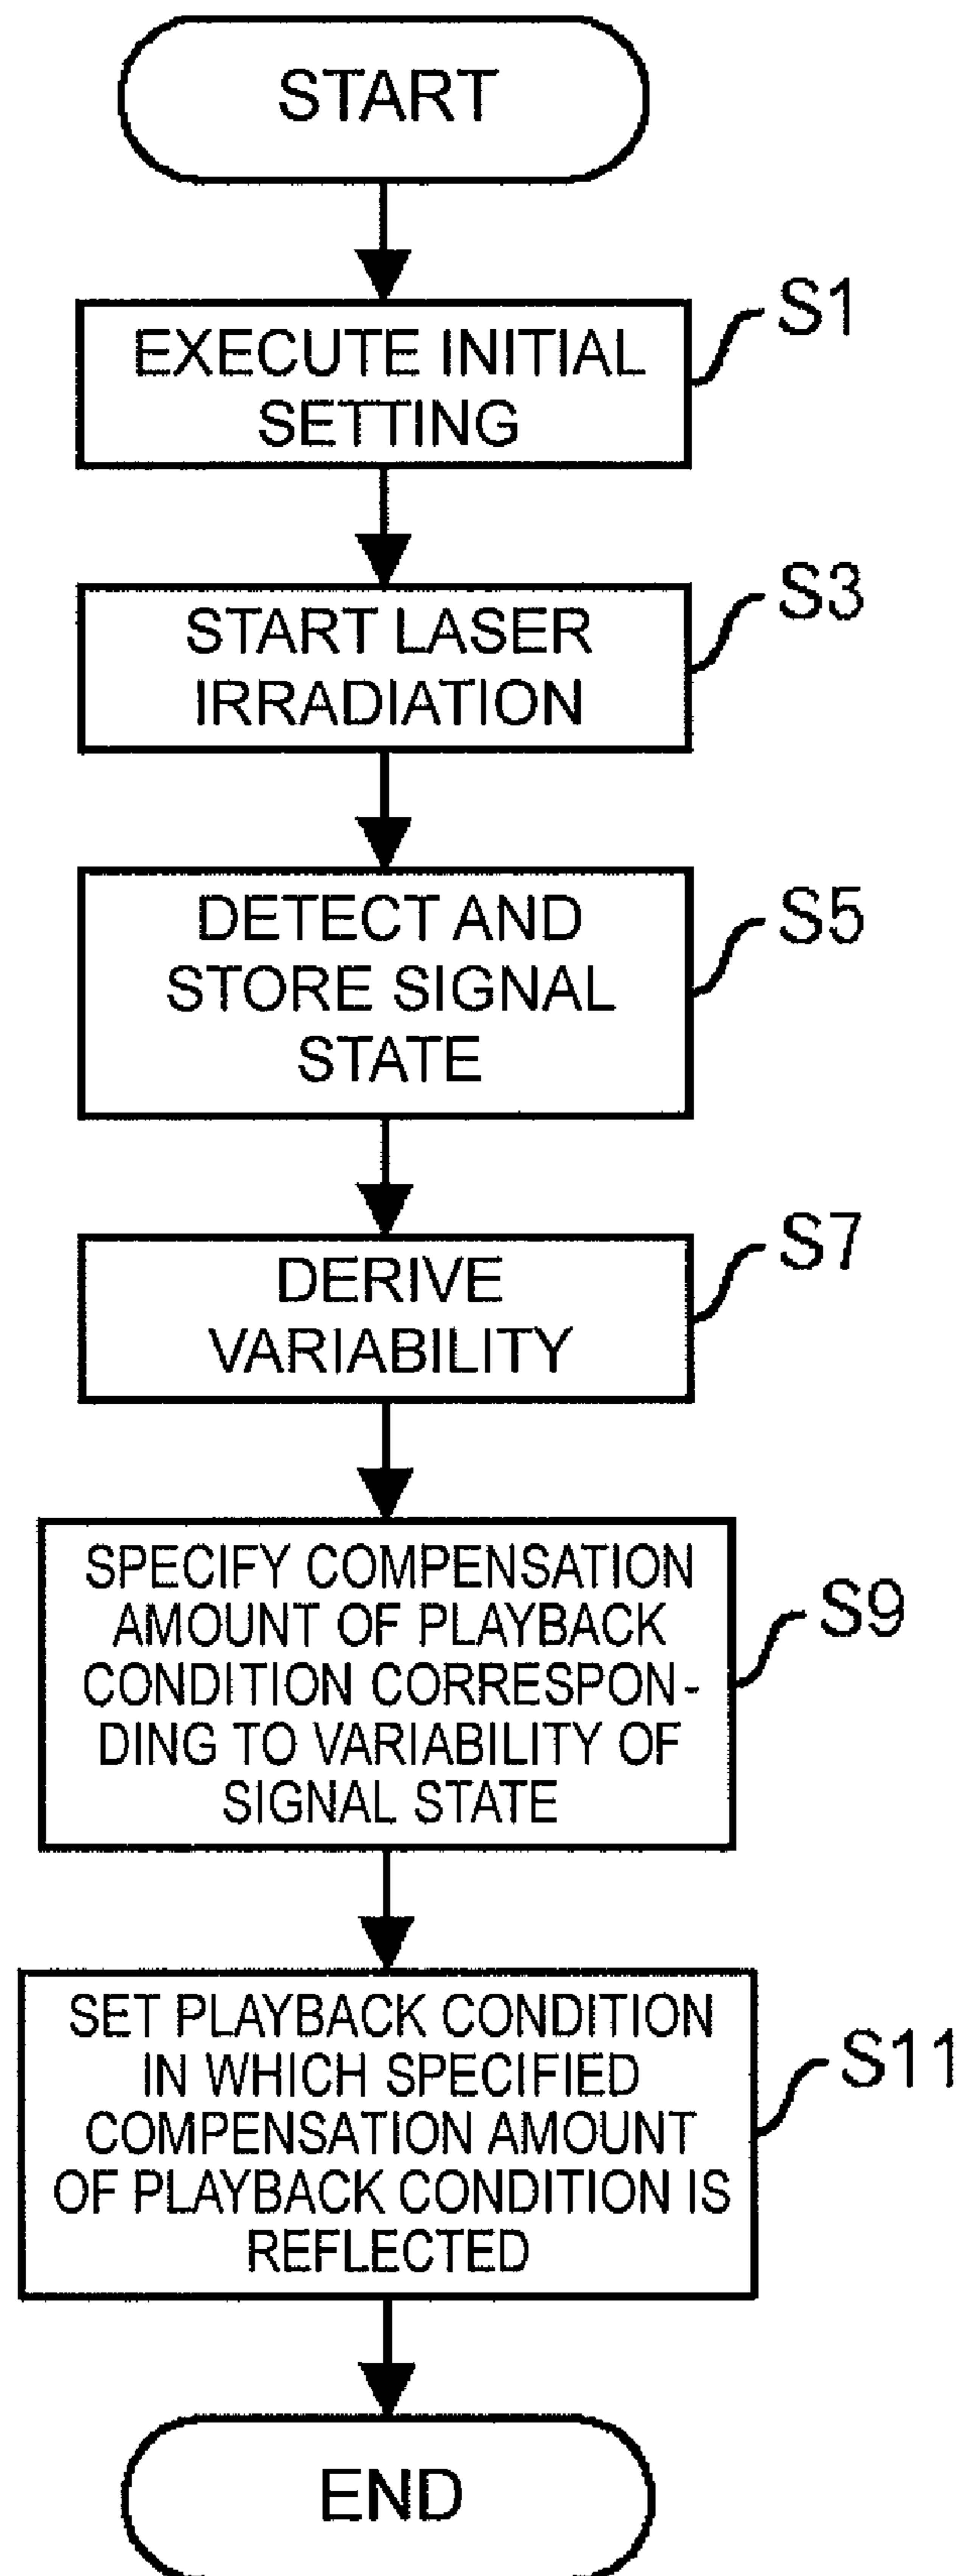 START
S1
EXECUTE INITIAL
SETTING
S3
START LASER
IRRADIATION
S5
DETECT AND
STORE SIGNAL
STATE
S7
DERIVE
VARIABILITY
SPECIFY COMPENSATION
AMOUNT OF PLAYBACK
S9
CONDITION CORRESPON-
DING TO VARIABILITY OF
SIGNAL STATE
SET PLAYBACK CONDITION
IN WHICH SPECIFIED
S11
COMPENSATION AMOUNT
OF PLAYBACK CONDITION IS
REFLECTED
END